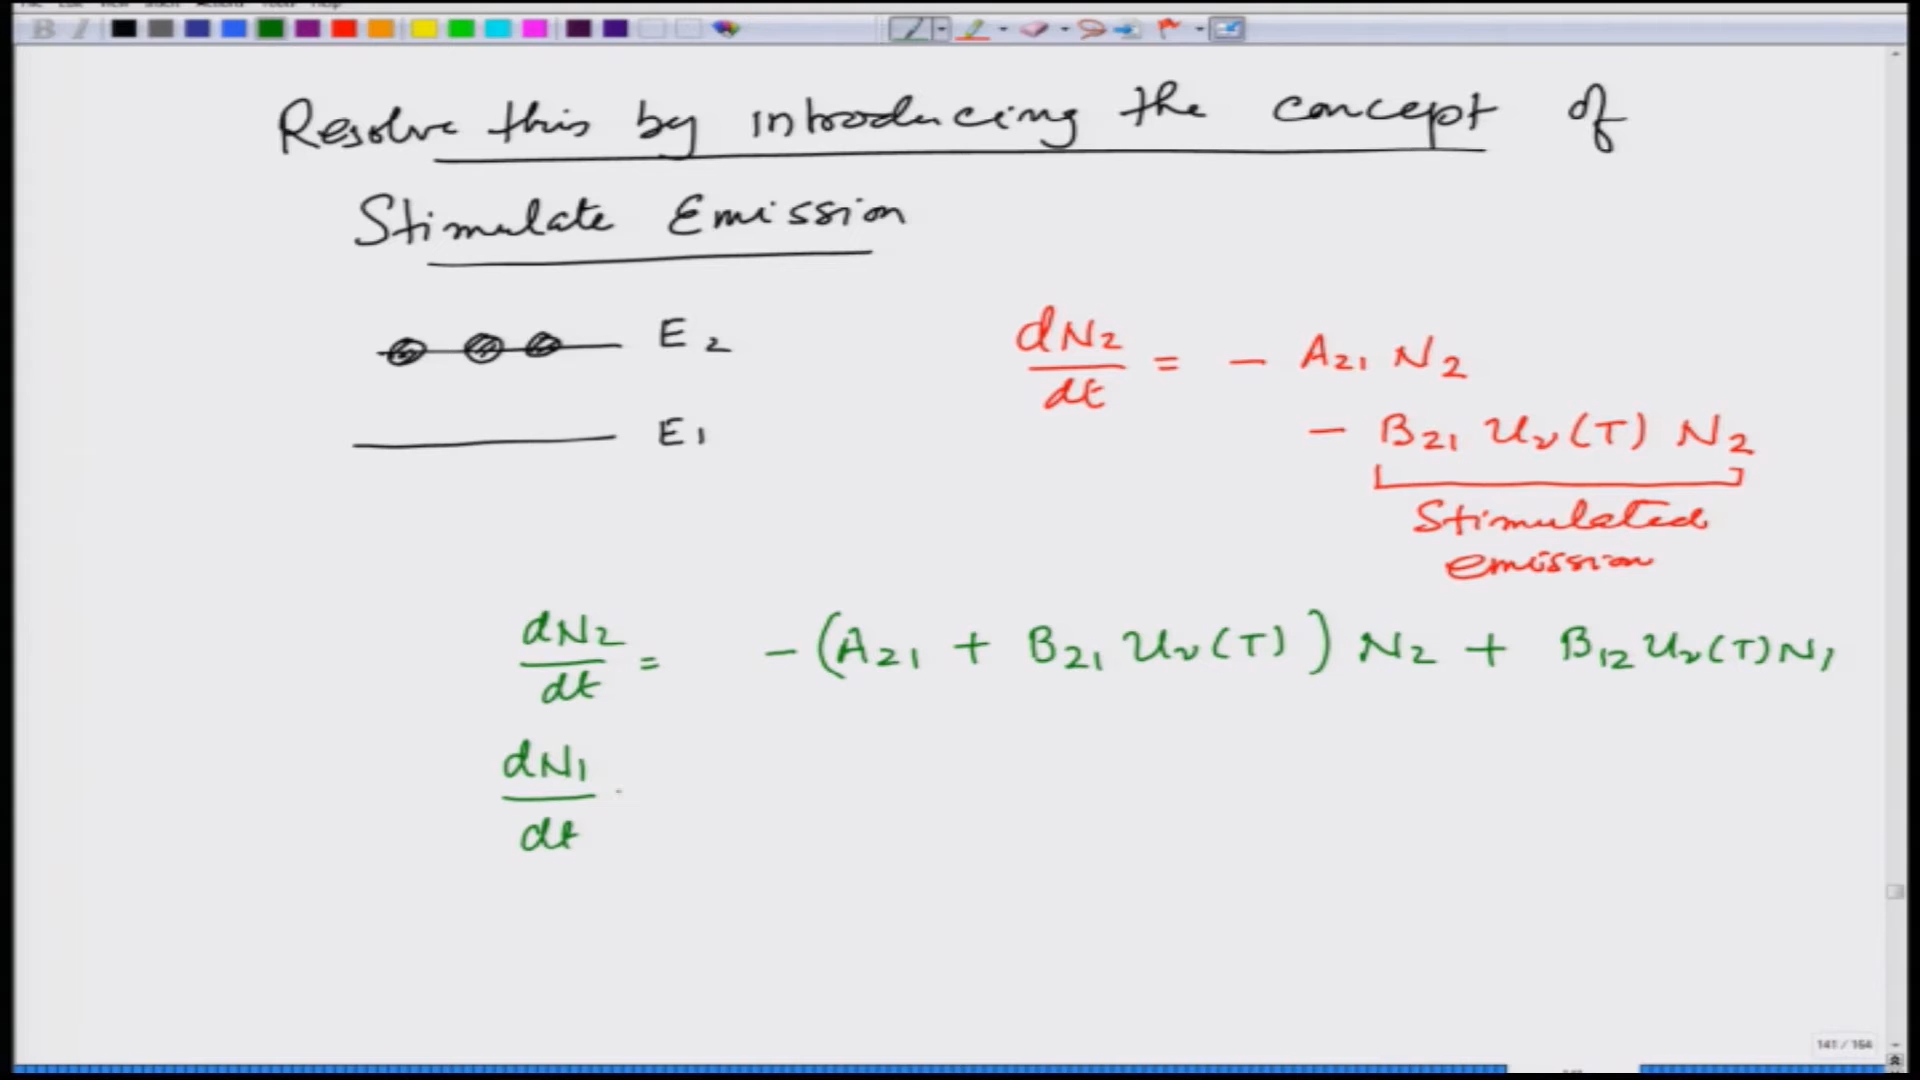 Resolve this by introducing the concept of
Stimulate Emission
E2
E1
dN2/dt = - A21 N2
- B21 Uν(T) N2
Stimulated
emission
dN2/dt = -(A21 + B21 Uν(T)) N2 + B12 Uν(T) N1
dN1/dt
141 / 164